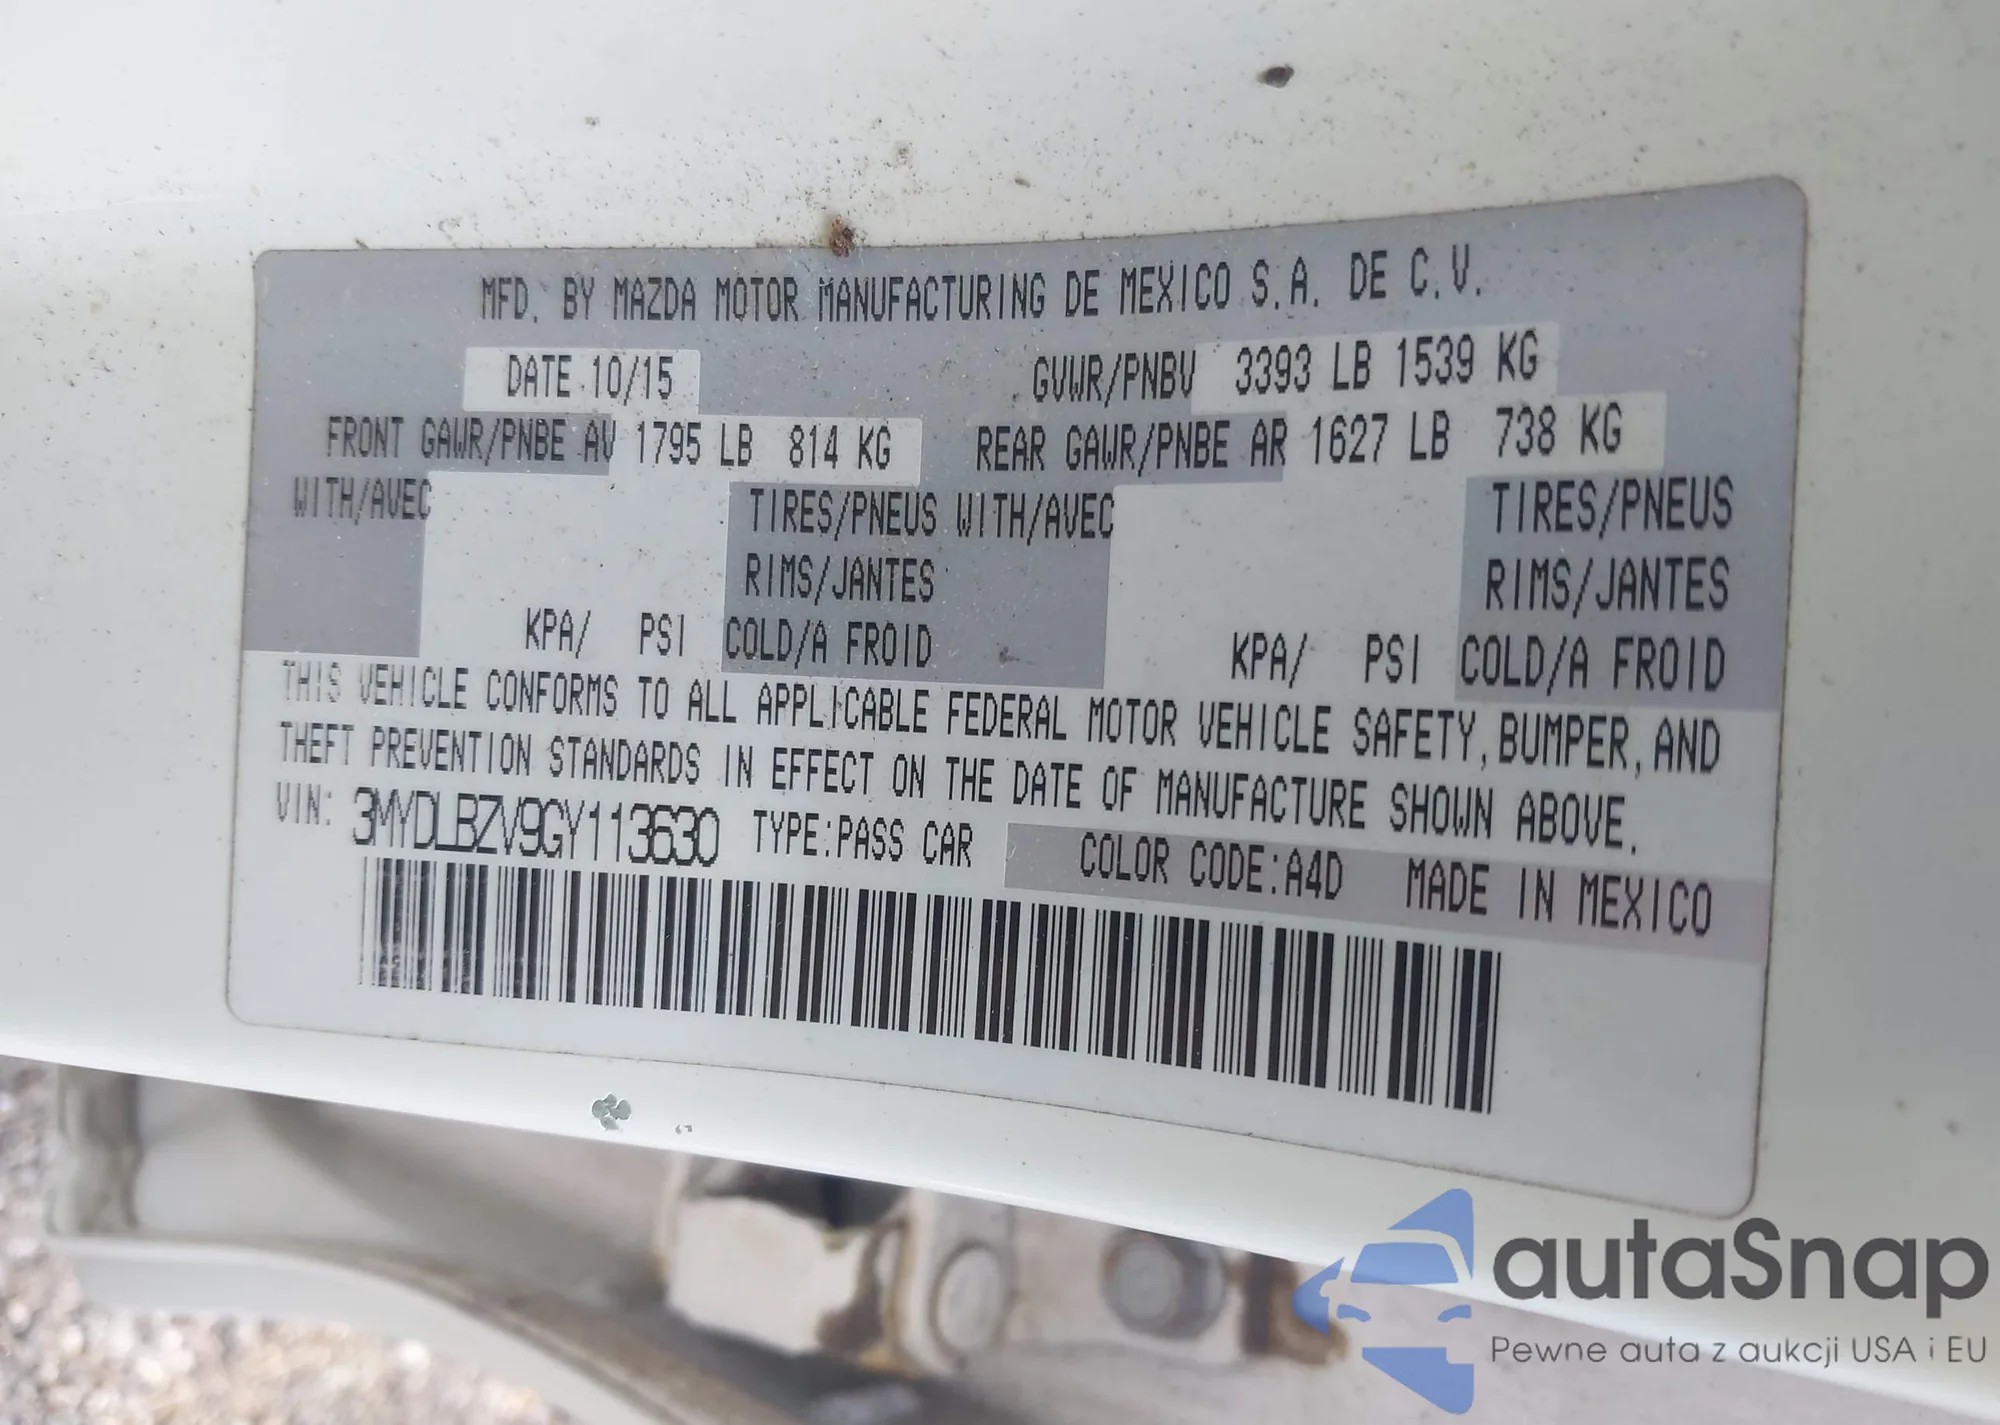 MFD. BY MAZDA MOTOR MANUFACTURING DE MEXICO S.A. DE C.V.
DATE 10/15 GVWR/PNBV 3393 LB 1539 KG
FRONT GAWR/PNBE AV 1795 LB 814 KG REAR GAWR/PNBE AR 1627 LB 738 KG
WITH/AVEC TIRES/PNEUS WITH/AVEC TIRES/PNEUS
RIMS/JANTES RIMS/JANTES
KPA/ PSI COLD/A FROID KPA/ PSI COLD/A FROID
THIS VEHICLE CONFORMS TO ALL APPLICABLE FEDERAL MOTOR VEHICLE SAFETY, BUMPER, AND
THEFT PREVENTION STANDARDS IN EFFECT ON THE DATE OF MANUFACTURE SHOWN ABOVE.
VIN: 3MYDLBZV9GY113630 TYPE:PASS CAR COLOR CODE:A4D MADE IN MEXICO
autaSnap
Pewne auta z aukcji USA i EU